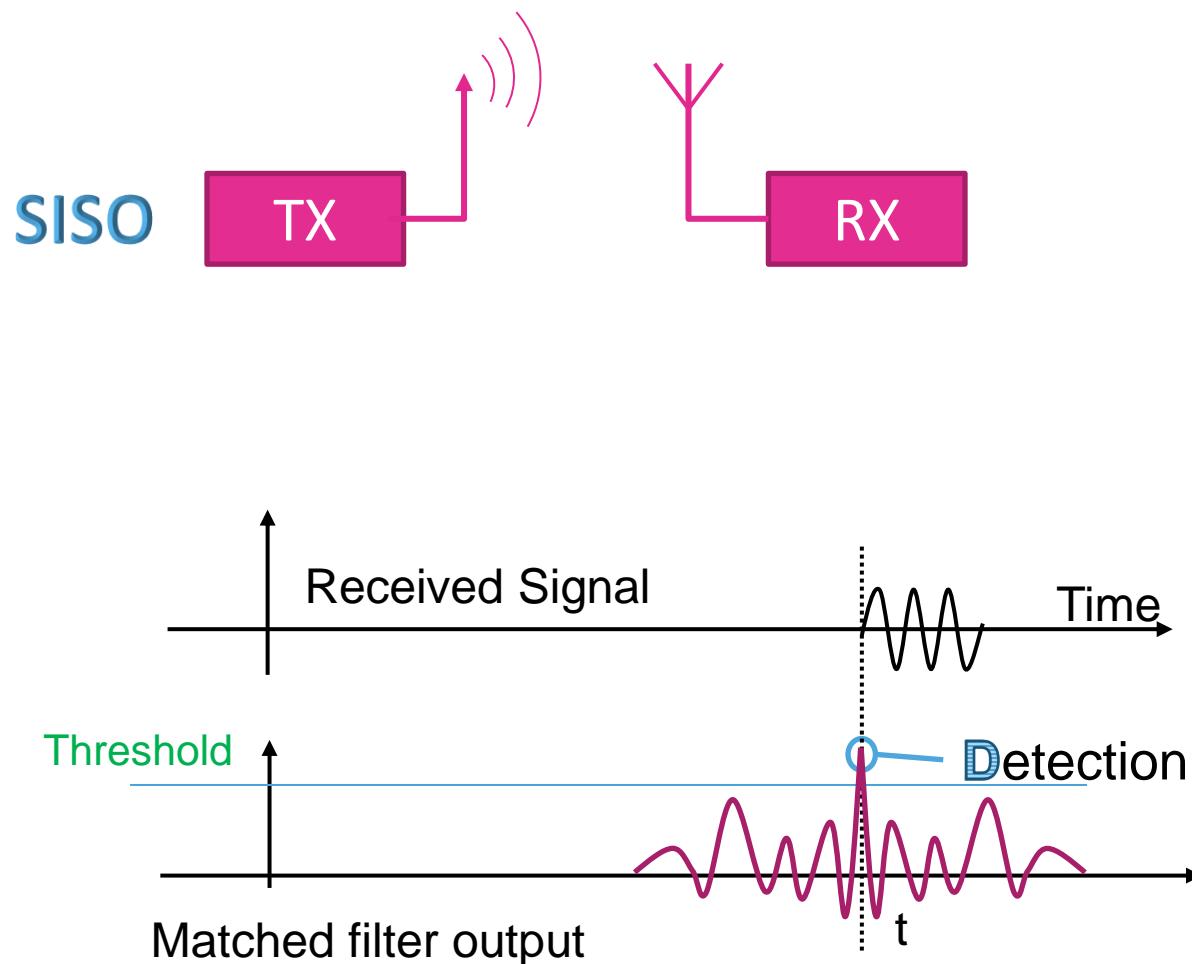 SISO
TX
RX
Received Signal
Time
Threshold
Detection
t
Matched filter output